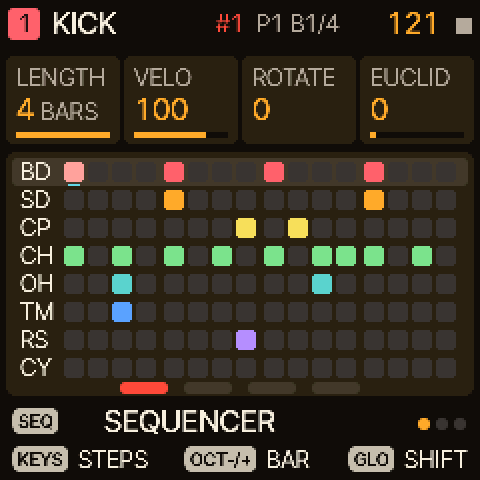 1 KICK #1 P1 B1/4 121
LENGTH VELO ROTATE EUCLID
4 BARS 100 0 0
BD
SD
CP
CH
OH
TM
RS
CY
SEQ SEQUENCER
KEYS STEPS OCT-/+ BAR GLO SHIFT